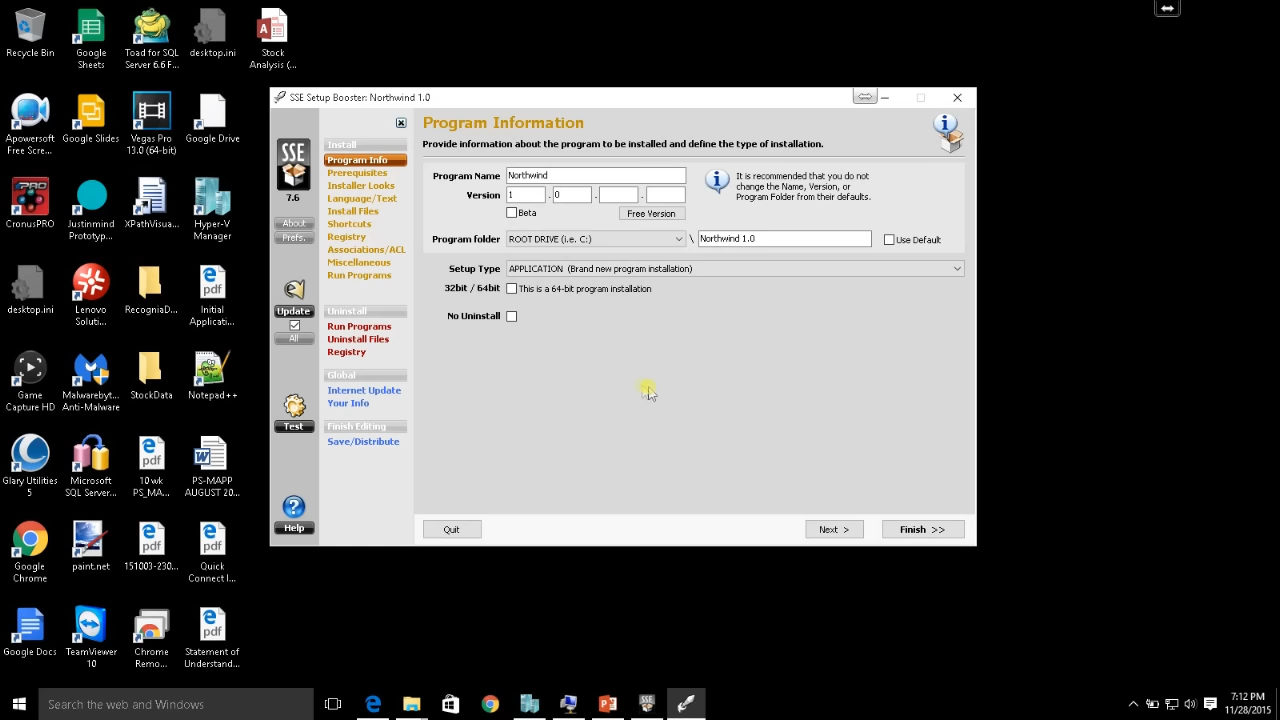 Recycle Bin
Google
Sheets
Toad for SQL
Server 6.6 F...
desktop.ini
Stock
Analysis (...
Apowersoft
Free Scre...
Google Slides
Vegas Pro
13.0 (64-bit)
Google Drive
CronusPRO
Justinmind
Prototyp...
XPathVisua...
Hyper-V
Manager
desktop.ini
Lenovo
Soluti...
RecogniaD...
Initial
Applicati...
Game
Capture HD
Malwarebyt...
Anti-Malware
StockData
Notepad++
Glary Utilities
5
Microsoft
SQL Server...
10 wk
PS_MA...
PS-MAPP
AUGUST 20...
Google
Chrome
paint.net
151003-230...
Quick
Connect I...
Google Docs
TeamViewer
10
Chrome
Remo...
Statement of
Understand...
SSE Setup Booster: Northwind 1.0
SSE
7.6
About
Prefs.
Update
All
Test
Help
Install
Program Info
Prerequisites
Installer Looks
Language/Text
Install Files
Shortcuts
Registry
Associations/ACL
Miscellaneous
Run Programs
Uninstall
Run Programs
Uninstall Files
Registry
Global
Internet Update
Your Info
Finish Editing
Save/Distribute
Program Information
Provide information about the program to be installed and define the type of installation.
Program Name Northwind
Version 1 . 0 . .
Beta Free Version
It is recommended that you do not
change the Name, Version, or
Program Folder from their defaults.
Program folder ROOT DRIVE (i.e. C:) \ Northwind 1.0 Use Default
Setup Type APPLICATION (Brand new program installation)
32bit / 64bit This is a 64-bit program installation
No Uninstall
Quit Next > Finish >>
Search the web and Windows
7:12 PM
11/28/2015